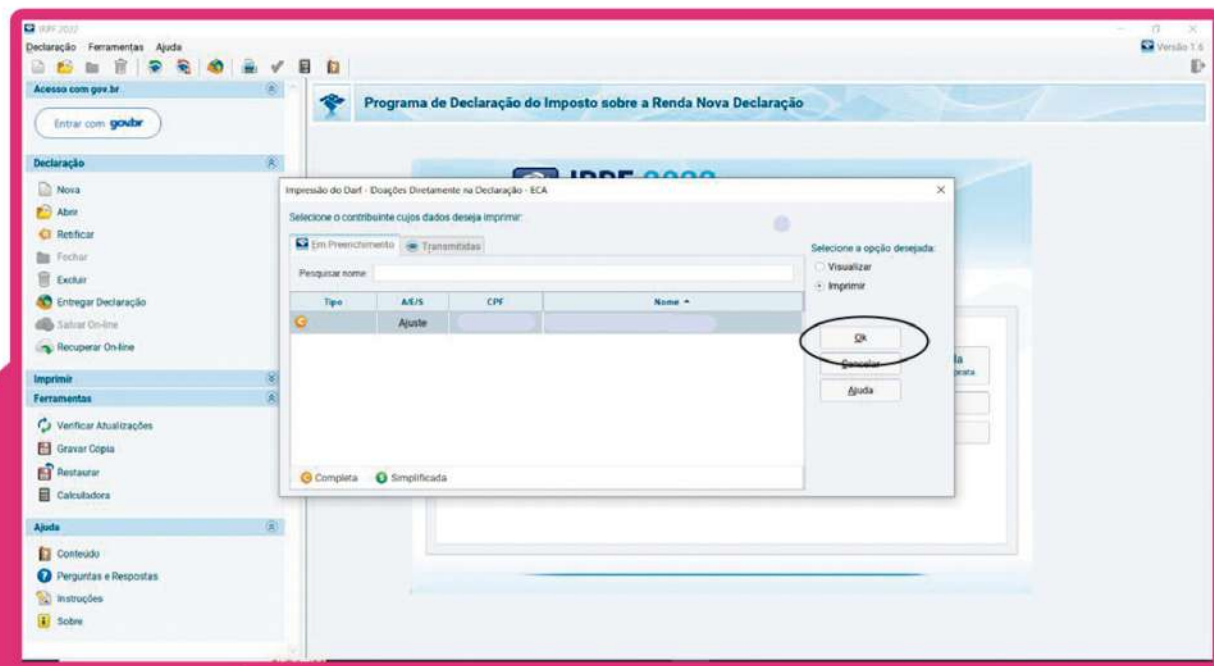 IRPF 2022
Declaração Ferramentas Ajuda
Versão 1.6
Acesso com gov.br
Entrar com gov.br
Declaração
Nova
Abrir
Retificar
Fechar
Excluir
Entregar Declaração
Salvar On-line
Recuperar On-line
Imprimir
Ferramentas
Verificar Atualizações
Gravar Cópia
Restaurar
Calculadora
Ajuda
Conteúdo
Perguntas e Respostas
Instruções
Sobre
Programa de Declaração do Imposto sobre a Renda Nova Declaração
IRPF 2022
Impressão do Darf - Doações Diretamente na Declaração - ECA
Selecione o contribuinte cujos dados deseja imprimir:
Em Preenchimento Transmitidas
Pesquisar nome
Tipo A/E/S CPF Nome
Ajuste
Completa Simplificada
Selecione a opção desejada:
Visualizar
Imprimir
Ok
Cancelar
Ajuda